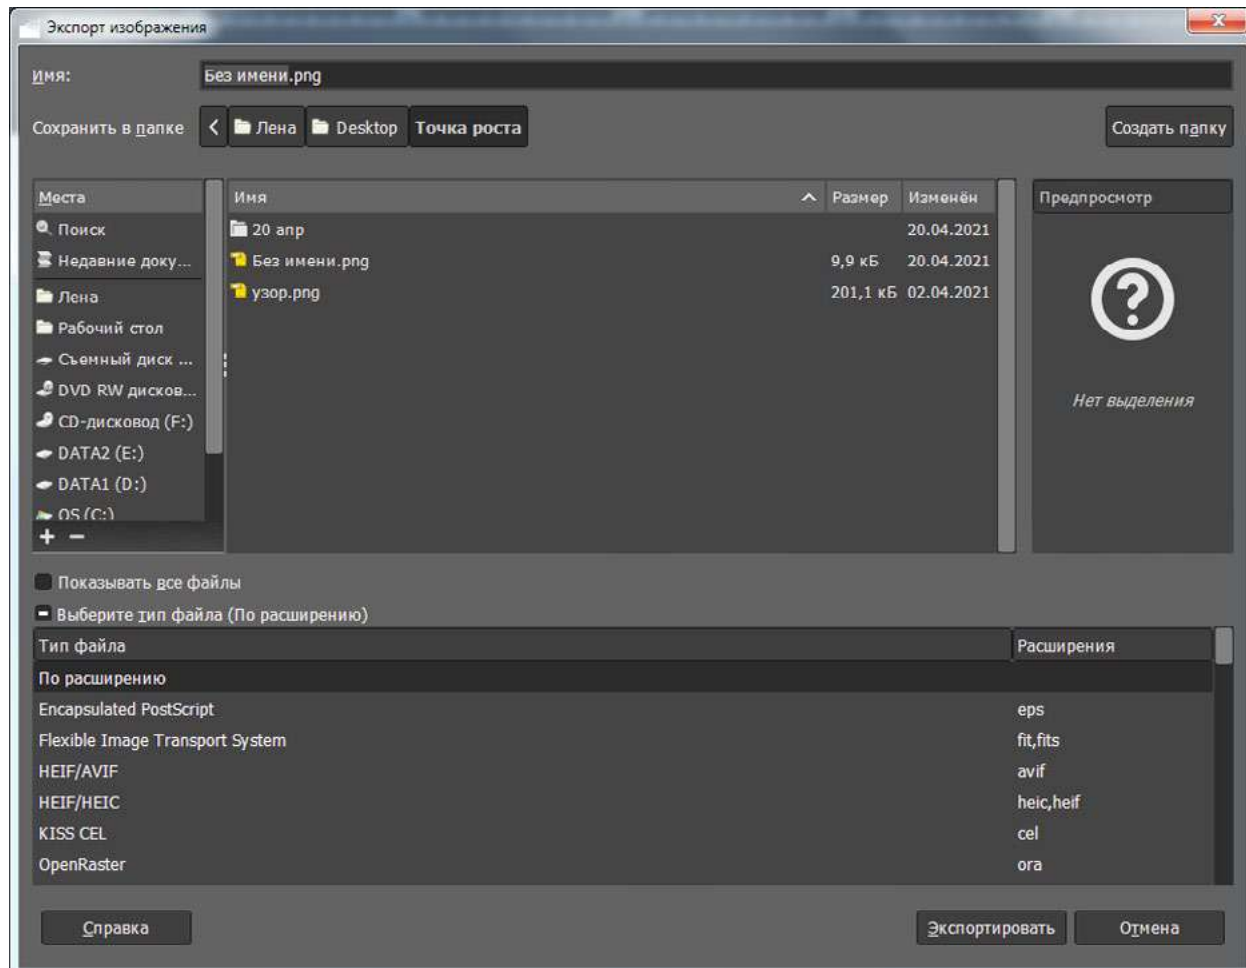 Экспорт изображения
Имя: Без имени.png
Сохранить в папке Лена Desktop Точка роста Создать папку
Места Имя Размер Изменён Предпросмотр
Поиск 20 апр 20.04.2021
Недавние доку... Без имени.png 9,9 кБ 20.04.2021
Лена узор.png 201,1 кБ 02.04.2021
Рабочий стол
Съемный диск ...
DVD RW дисков...
Нет выделения
CD-дисковод (F:)
DATA2 (E:)
DATA1 (D:)
OS (C:)
Показывать все файлы
Выберите тип файла (По расширению)
Тип файла Расширения
По расширению
Encapsulated PostScript eps
Flexible Image Transport System fit,fits
HEIF/AVIF avif
HEIF/HEIC heic,heif
KISS CEL cel
OpenRaster ora
Справка Экспортировать Отмена